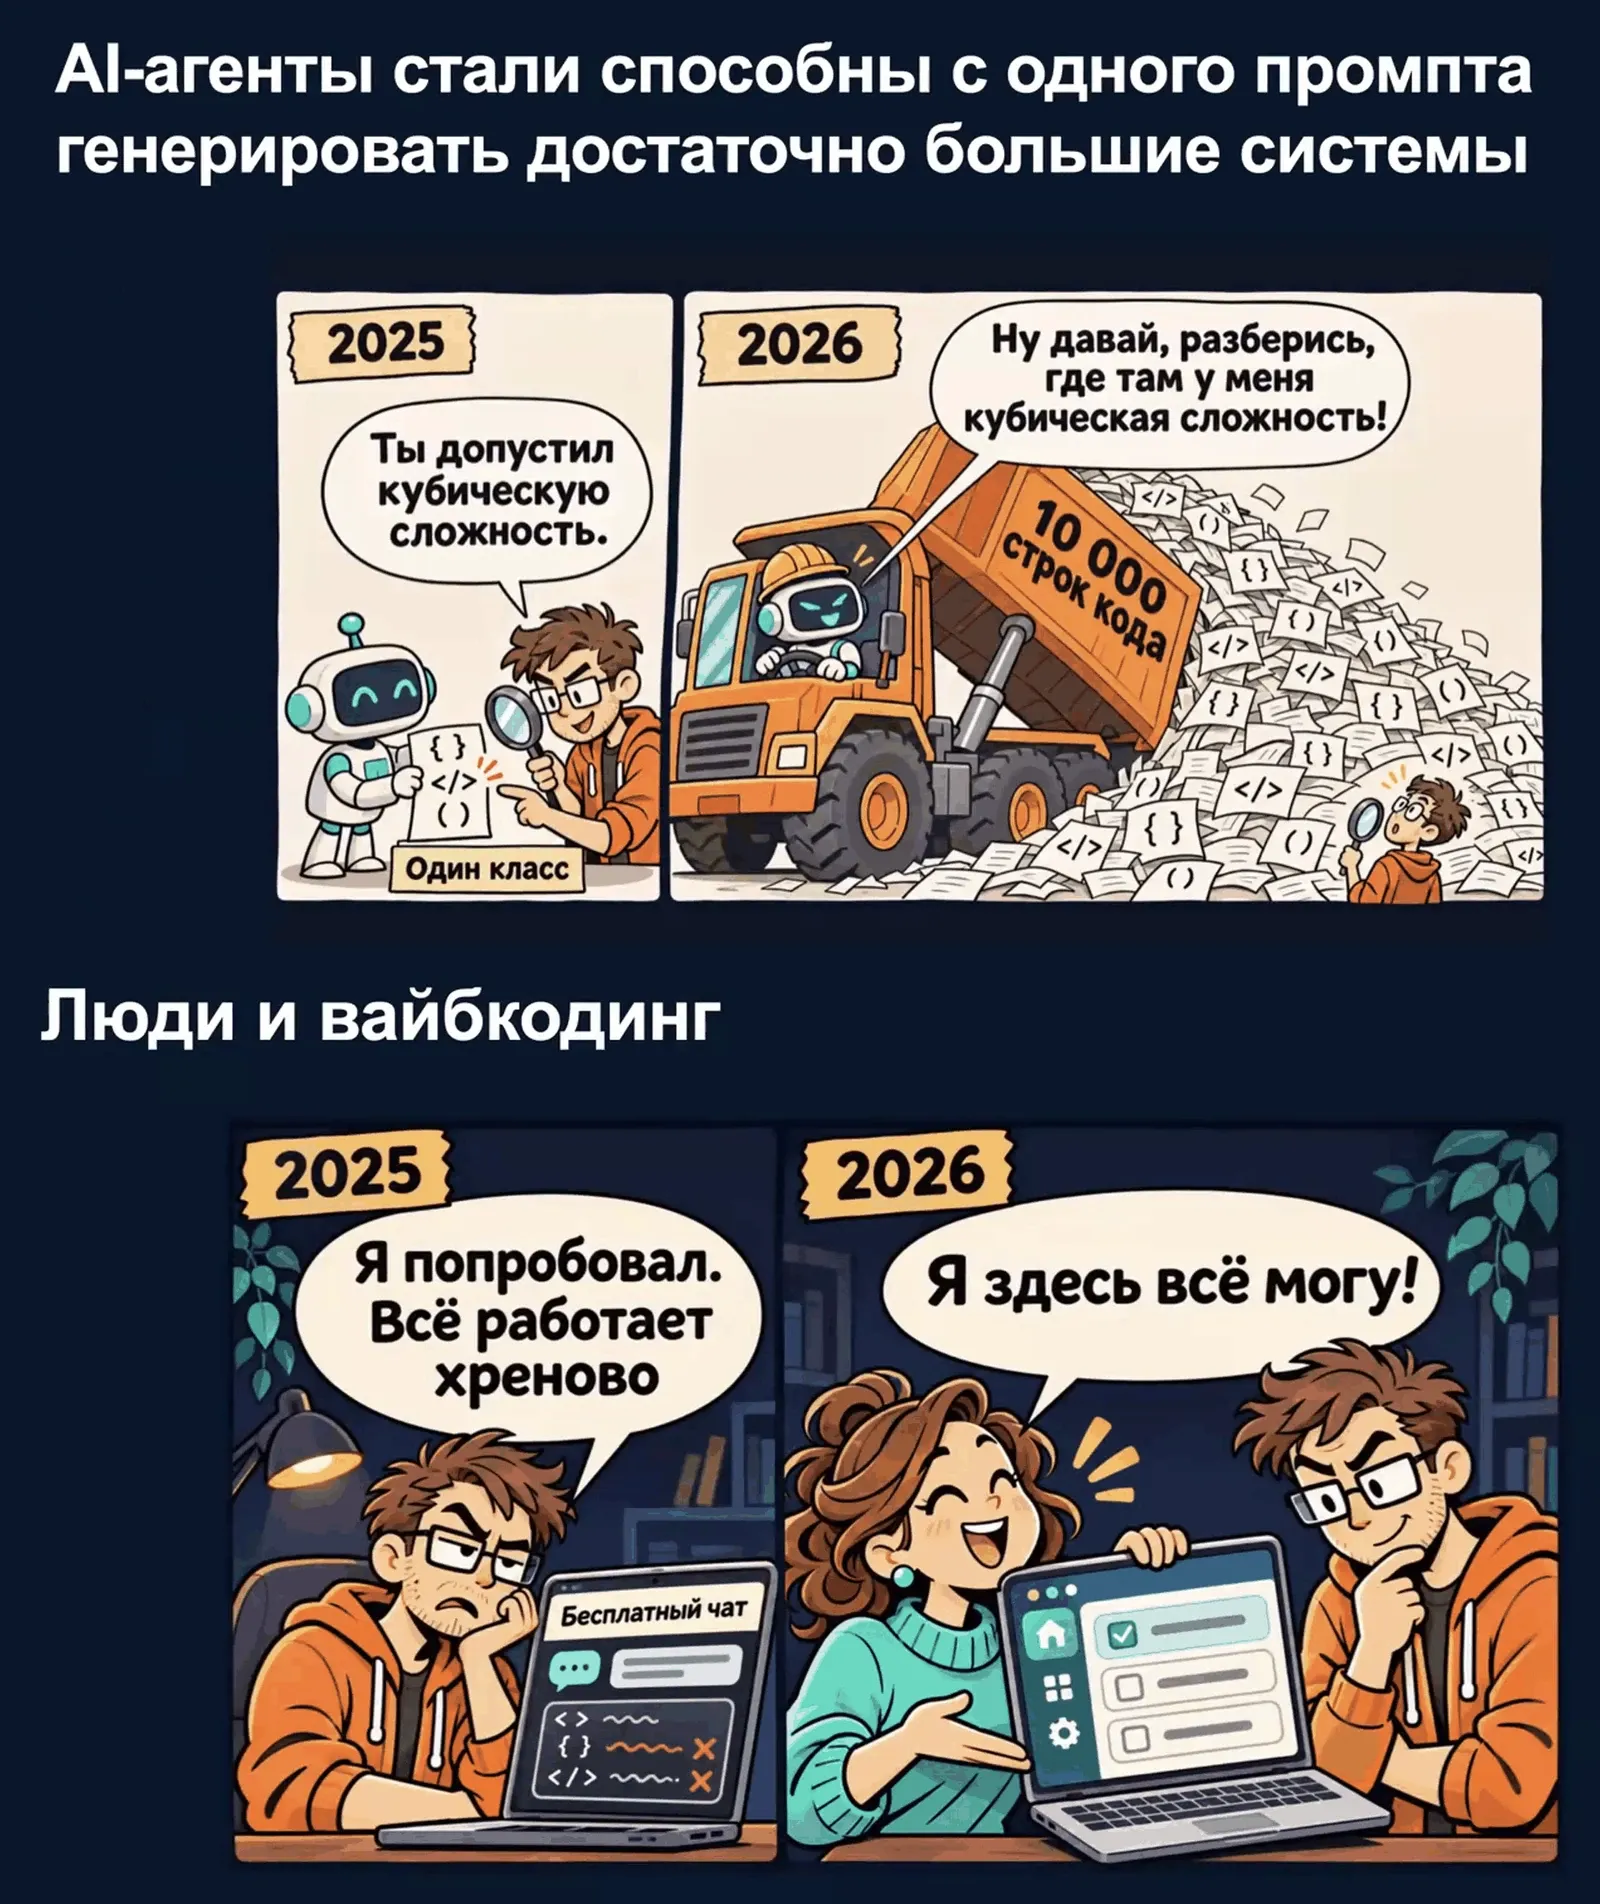 AI-агенты стали способны с одного промпта
генерировать достаточно большие системы
2025
Ты допустил
кубическую
сложность.
{ }
</>
( )
Один класс
2026
Ну давай, разберись,
где там у меня
кубическая сложность!
10 000
строк кода
</>
( )
{ }
</>
( )
( )
</>
</>
{ }
{ }
( )
{ }
</>
( )
( )
</>
{ }
</>
{ }
( )
</>
( )
Люди и вайбкодинг
2025
Я попробовал.
Всё работает
хреново
Бесплатный чат
< >
{ }
</>
2026
Я здесь всё могу!